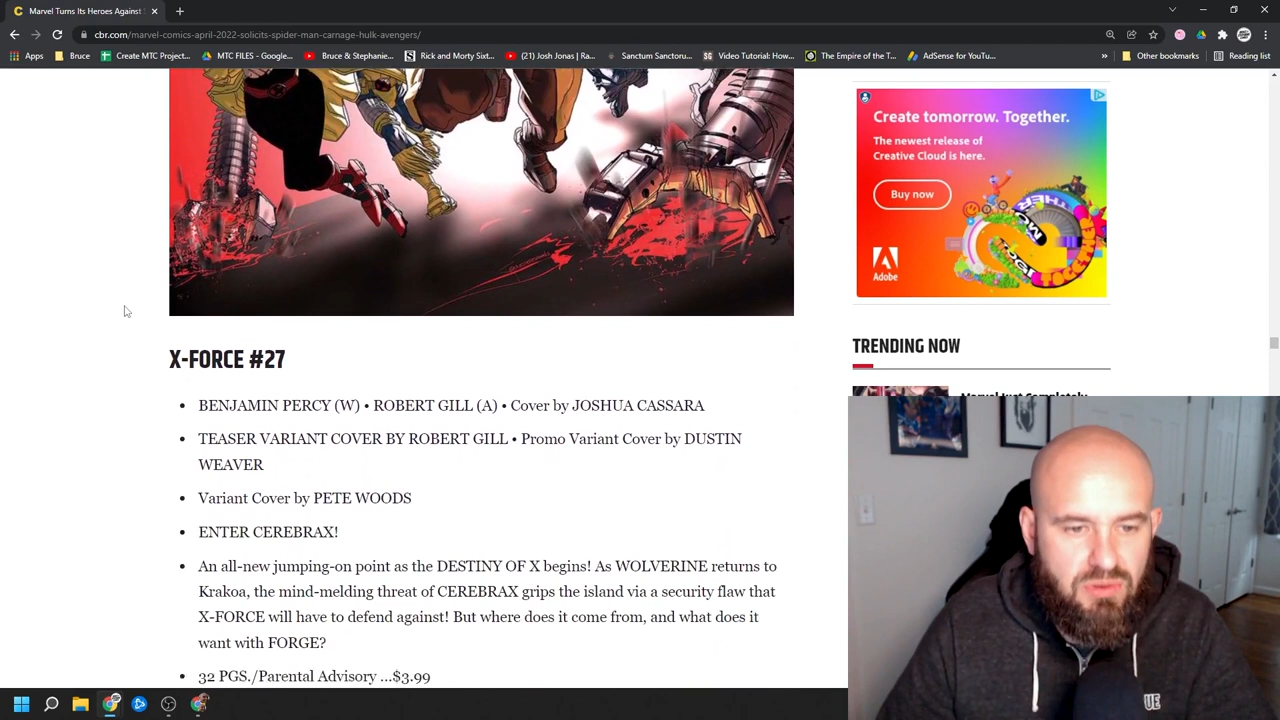 Marvel Turns Its Heroes Against
cbr.com/marvel-comics-april-2022-solicits-spider-man-carnage-hulk-avengers/
Apps
Bruce
Create MTC Project...
MTC FILES - Google...
Bruce & Stephanie...
Rick and Morty Sixt...
(21) Josh Jonas | Ra...
Sanctum Sanctoru...
Video Tutorial: How...
The Empire of the T...
AdSense for YouTu...
Other bookmarks
Reading list
Create tomorrow. Together.
The newest release of
Creative Cloud is here.
Buy now
Adobe
X-FORCE #27
• BENJAMIN PERCY (W) • ROBERT GILL (A) • Cover by JOSHUA CASSARA
• TEASER VARIANT COVER BY ROBERT GILL • Promo Variant Cover by DUSTIN
WEAVER
• Variant Cover by PETE WOODS
• ENTER CEREBRAX!
• An all-new jumping-on point as the DESTINY OF X begins! As WOLVERINE returns to
Krakoa, the mind-melding threat of CEREBRAX grips the island via a security flaw that
X-FORCE will have to defend against! But where does it come from, and what does it
want with FORGE?
• 32 PGS./Parental Advisory ...$3.99
TRENDING NOW
Marvel Just Completely
UE